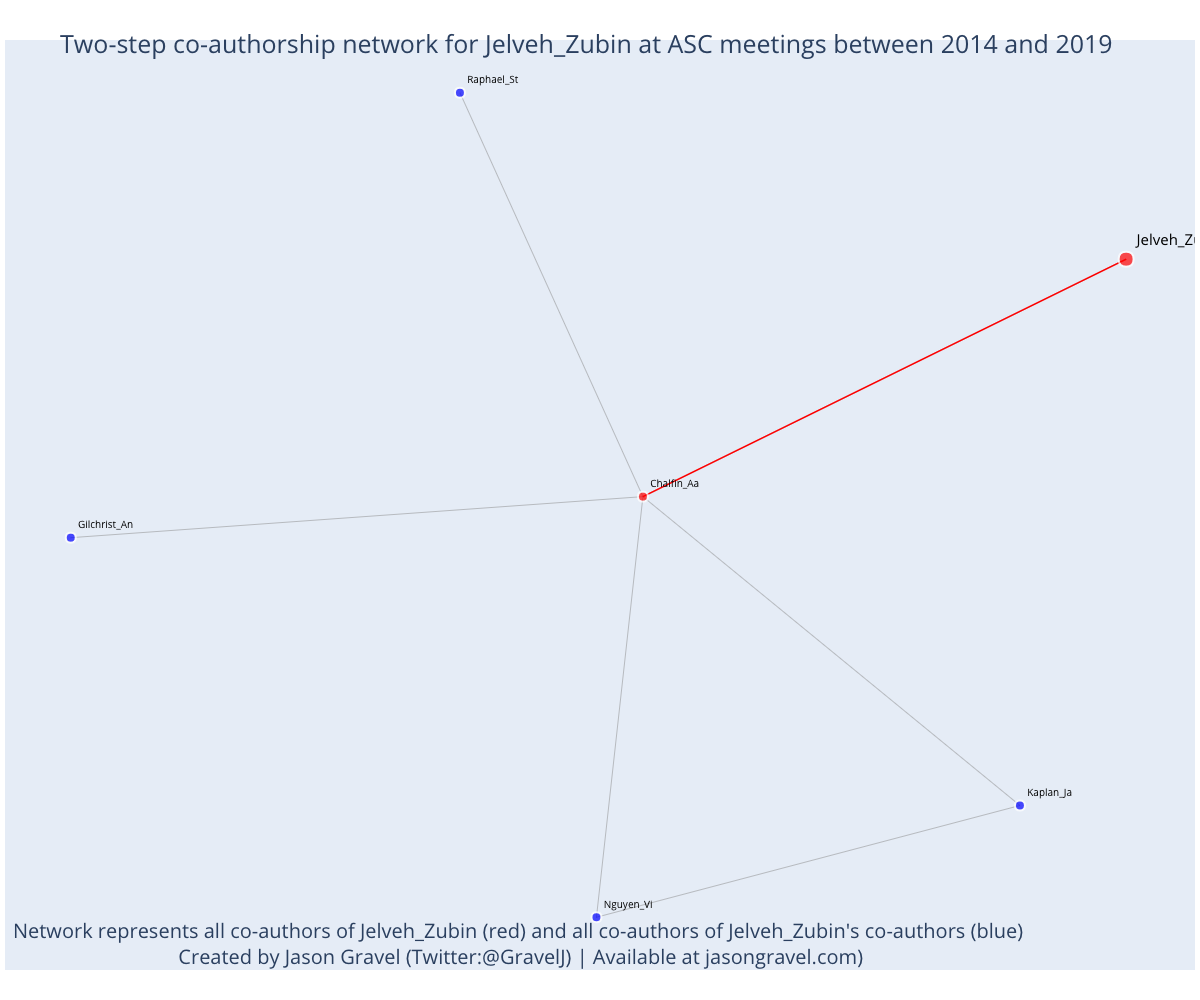 Two-step co-authorship network for Jelveh_Zubin at ASC meetings between 2014 and 2019
Raphael_St
Jelveh_Zu
Chalfin_Aa
Gilchrist_An
Kaplan_Ja
Nguyen_Vi
Network represents all co-authors of Jelveh_Zubin (red) and all co-authors of Jelveh_Zubin's co-authors (blue)
Created by Jason Gravel (Twitter:@GravelJ) | Available at jasongravel.com)